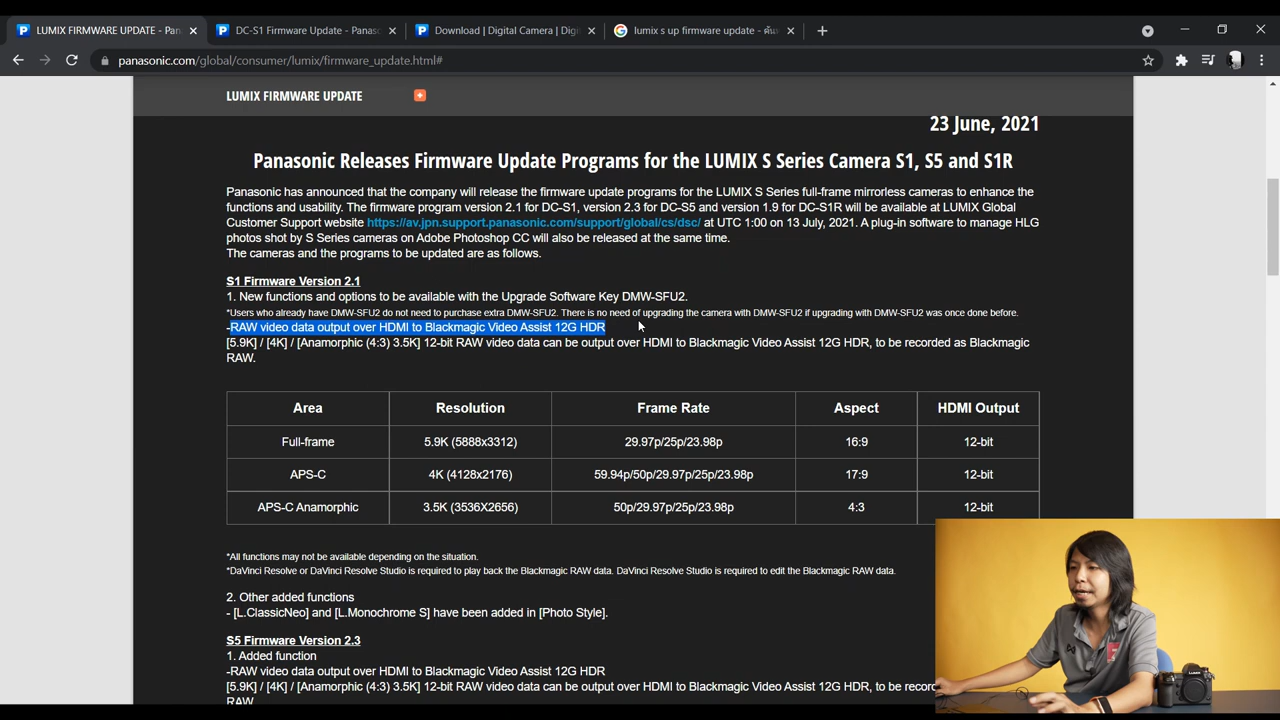 LUMIX FIRMWARE UPDATE - Pan
DC-S1 Firmware Update - Panaso
Download | Digital Camera | Digi
lumix s up firmware update - ค้น
panasonic.com/global/consumer/lumix/firmware_update.html#
LUMIX FIRMWARE UPDATE
23 June, 2021
Panasonic Releases Firmware Update Programs for the LUMIX S Series Camera S1, S5 and S1R
Panasonic has announced that the company will release the firmware update programs for the LUMIX S Series full-frame mirrorless cameras to enhance the
functions and usability. The firmware program version 2.1 for DC-S1, version 2.3 for DC-S5 and version 1.9 for DC-S1R will be available at LUMIX Global
Customer Support website https://av.jpn.support.panasonic.com/support/global/cs/dsc/ at UTC 1:00 on 13 July, 2021. A plug-in software to manage HLG
photos shot by S Series cameras on Adobe Photoshop CC will also be released at the same time.
The cameras and the programs to be updated are as follows.
S1 Firmware Version 2.1
1. New functions and options to be available with the Upgrade Software Key DMW-SFU2.
*Users who already have DMW-SFU2 do not need to purchase extra DMW-SFU2. There is no need of upgrading the camera with DMW-SFU2 if upgrading with DMW-SFU2 was once done before.
-RAW video data output over HDMI to Blackmagic Video Assist 12G HDR
[5.9K] / [4K] / [Anamorphic (4:3) 3.5K] 12-bit RAW video data can be output over HDMI to Blackmagic Video Assist 12G HDR, to be recorded as Blackmagic
RAW.
Area Resolution Frame Rate Aspect HDMI Output
Full-frame 5.9K (5888x3312) 29.97p/25p/23.98p 16:9 12-bit
APS-C 4K (4128x2176) 59.94p/50p/29.97p/25p/23.98p 17:9 12-bit
APS-C Anamorphic 3.5K (3536X2656) 50p/29.97p/25p/23.98p 4:3 12-bit
*All functions may not be available depending on the situation.
*DaVinci Resolve or DaVinci Resolve Studio is required to play back the Blackmagic RAW data. DaVinci Resolve Studio is required to edit the Blackmagic RAW data.
2. Other added functions
- [L.ClassicNeo] and [L.Monochrome S] have been added in [Photo Style].
S5 Firmware Version 2.3
1. Added function
-RAW video data output over HDMI to Blackmagic Video Assist 12G HDR
[5.9K] / [4K] / [Anamorphic (4:3) 3.5K] 12-bit RAW video data can be output over HDMI to Blackmagic Video Assist 12G HDR, to be recor
RAW
LUMIX